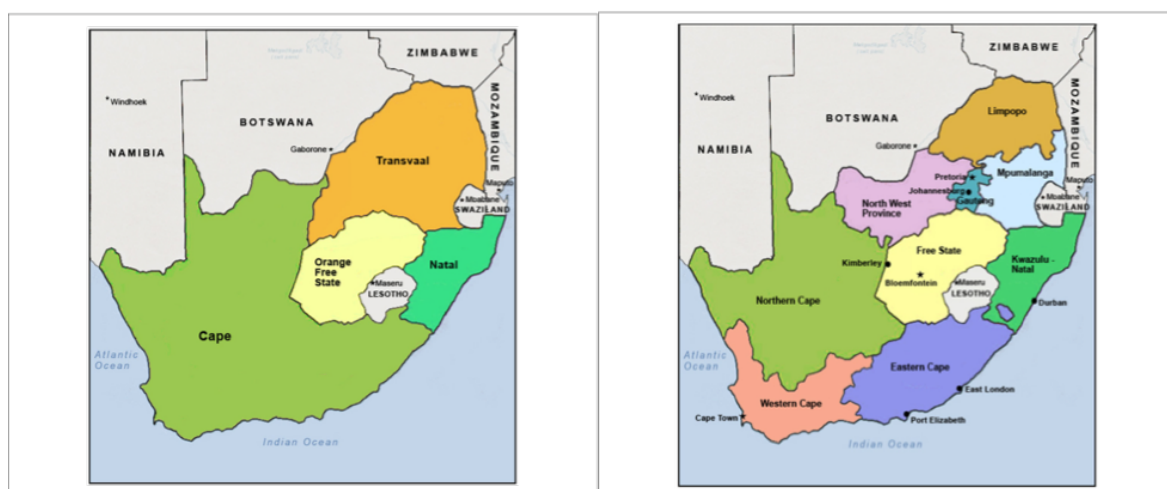 ZIMBABWE
Windhoek
BOTSWANA
MOZAMBIQUE
NAMIBIA
Gaborone
Transvaal
Maputo
Mbabane
SWAZILAND
Orange
Free
State
Natal
Maseru
LESOTHO
Cape
Atlantic
Ocean
Indian Ocean
ZIMBABWE
Windhoek
Limpopo
BOTSWANA
MOZAMBIQUE
NAMIBIA
Gaborone
Pretoria
Mpumalanga
Johannesburg
Maputo
Mbabane
Gauteng
SWAZILAND
North West
Province
Free State
Kimberley
Kwazulu -
Natal
Bloemfontein
Maseru
LESOTHO
Northern Cape
Durban
Atlantic
Ocean
Eastern Cape
East London
Western Cape
Cape Town
Port Elizabeth
Indian Ocean